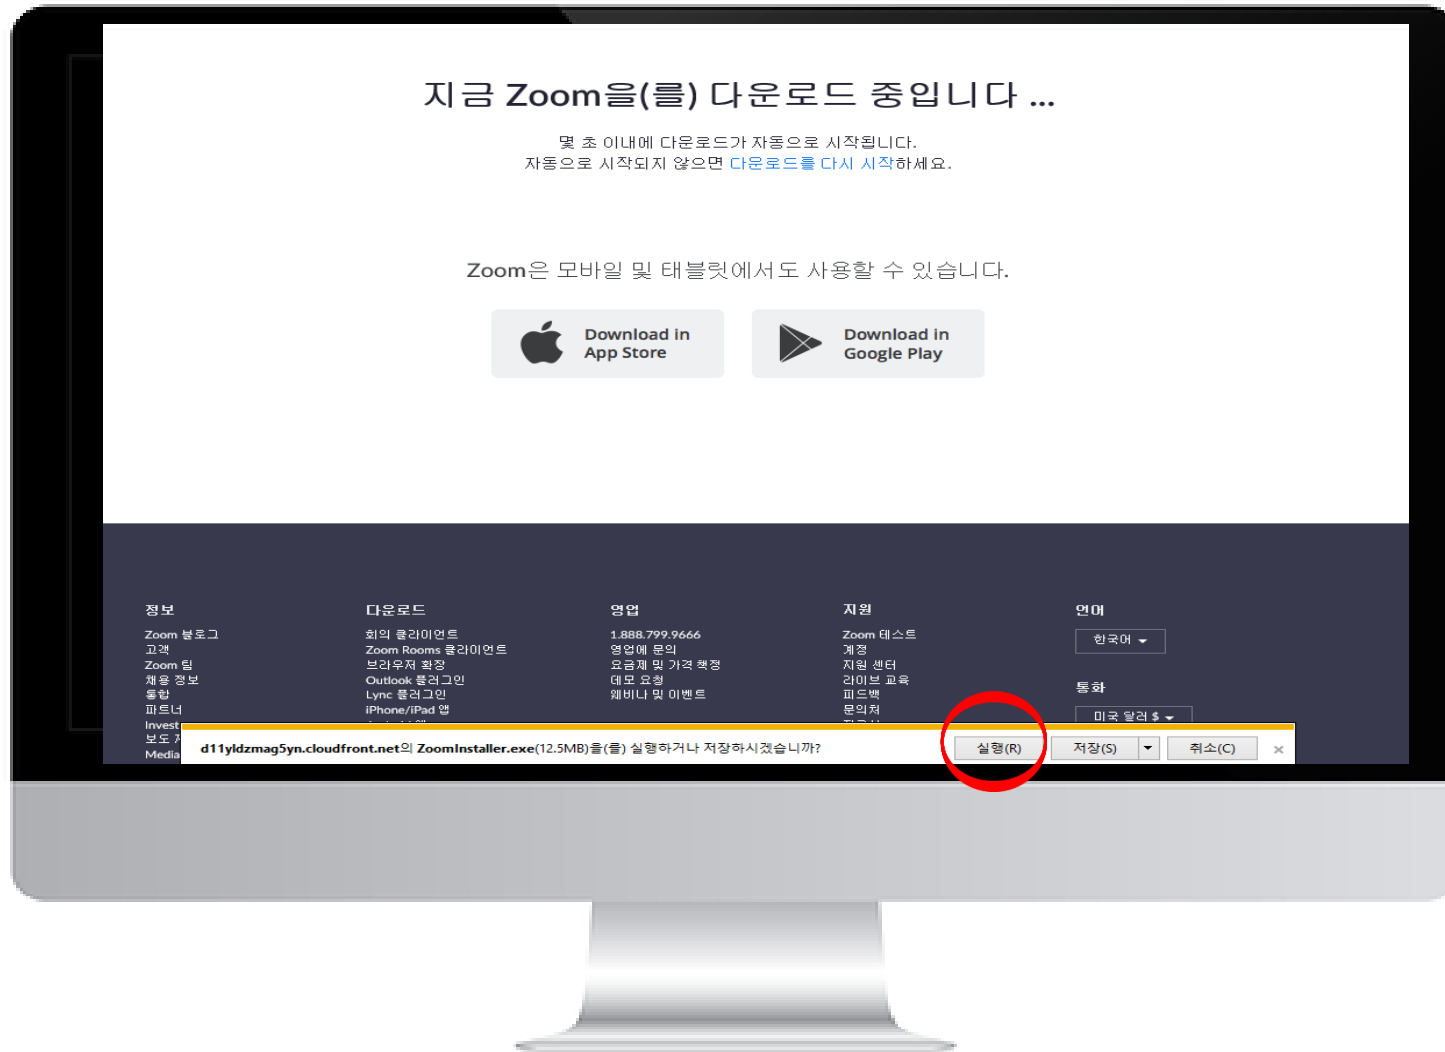 지금 Zoom을(를) 다운로드 중입니다 ...
몇 초 이내에 다운로드가 자동으로 시작됩니다.
자동으로 시작되지 않으면 다운로드를 다시 시작하세요.
Zoom은 모바일 및 태블릿에서도 사용할 수 있습니다.
Download in
App Store
Download in
Google Play
정보
Zoom 블로그
고객
Zoom 팀
채용 정보
통합
파트너
Invest
보도
Media
다운로드
회의 클라이언트
Zoom Rooms 클라이언트
브라우저 확장
Outlook 플러그인
Lync 플러그인
iPhone/iPad 앱
영업
1.888.799.9666
영업에 문의
요금제 및 가격 책정
데모 요청
웨비나 및 이벤트
지원
Zoom 테스트
계정
지원 센터
라이브 교육
피드백
문의처
언어
한국어
통화
미국 달러 $
d11yldzmag5yn.cloudfront.net의 ZoomInstaller.exe(12.5MB)을(를) 실행하거나 저장하시겠습니까?
실행(R)
저장(S)
취소(C)